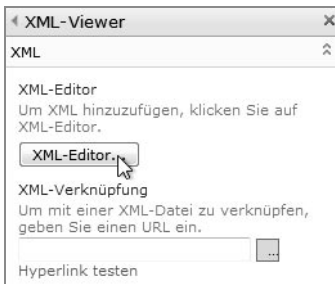 XML-Viewer
XML
XML-Editor
Um XML hinzuzufügen, klicken Sie auf
XML-Editor.
XML-Editor...
XML-Verknüpfung
Um mit einer XML-Datei zu verknüpfen,
geben Sie einen URL ein.
...
Hyperlink testen